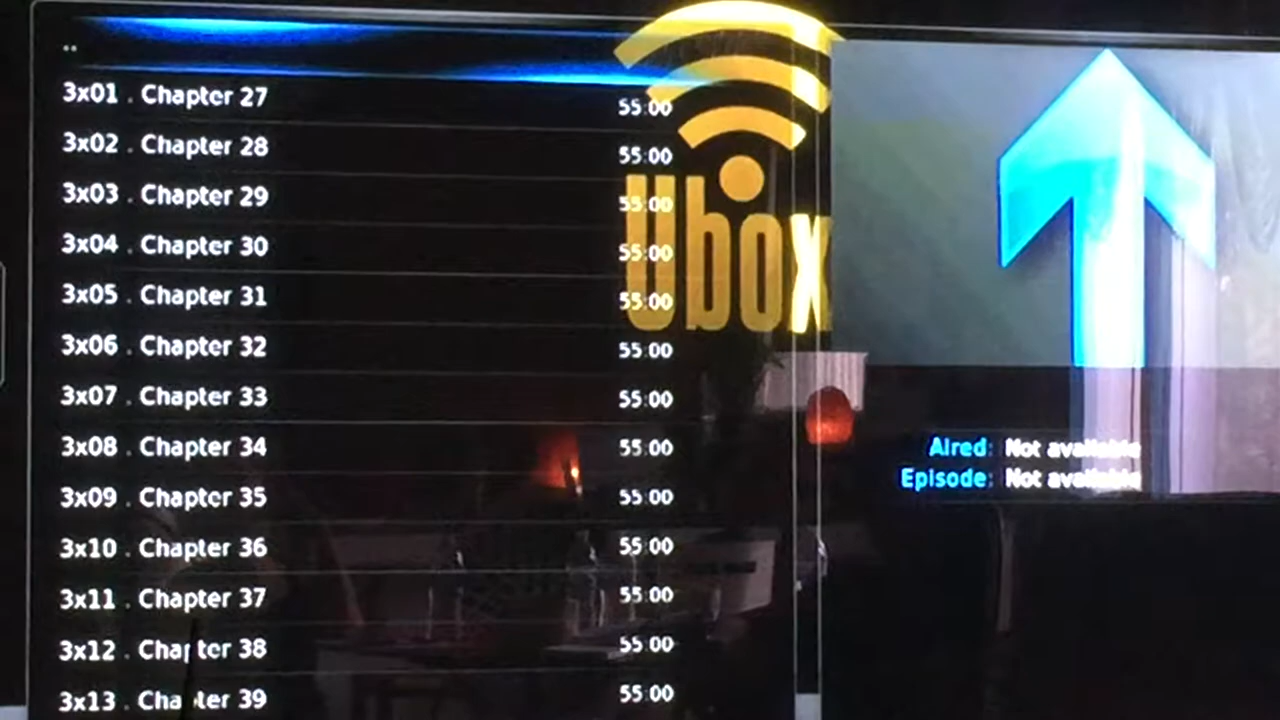 ..
3x01 . Chapter 27 55:00
3x02 . Chapter 28 55:00
3x03 . Chapter 29 55:00
3x04 . Chapter 30 55:00
3x05 . Chapter 31 55:00
3x06 . Chapter 32 55:00
3x07 . Chapter 33 55:00
3x08 . Chapter 34 55:00
3x09 . Chapter 35 55:00
3x10 . Chapter 36 55:00
3x11 . Chapter 37 55:00
3x12 . Chapter 38 55:00
3x13 . Chapter 39 55:00
Ubox
Aired: Not available
Episode: Not available